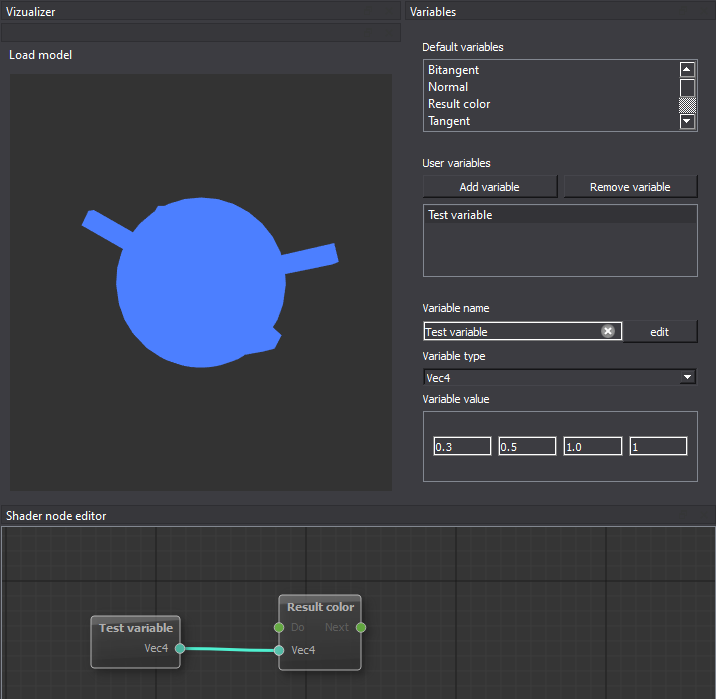 Vizualizer
Load model
Variables
Default variables
Bitangent
Normal
Result color
Tangent
User variables
Add variable
Remove variable
Test variable
Variable name
Test variable
edit
Variable type
Vec4
Variable value
0.3
0.5
1.0
1
Shader node editor
Test variable
Vec4
Result color
Do Next
Vec4